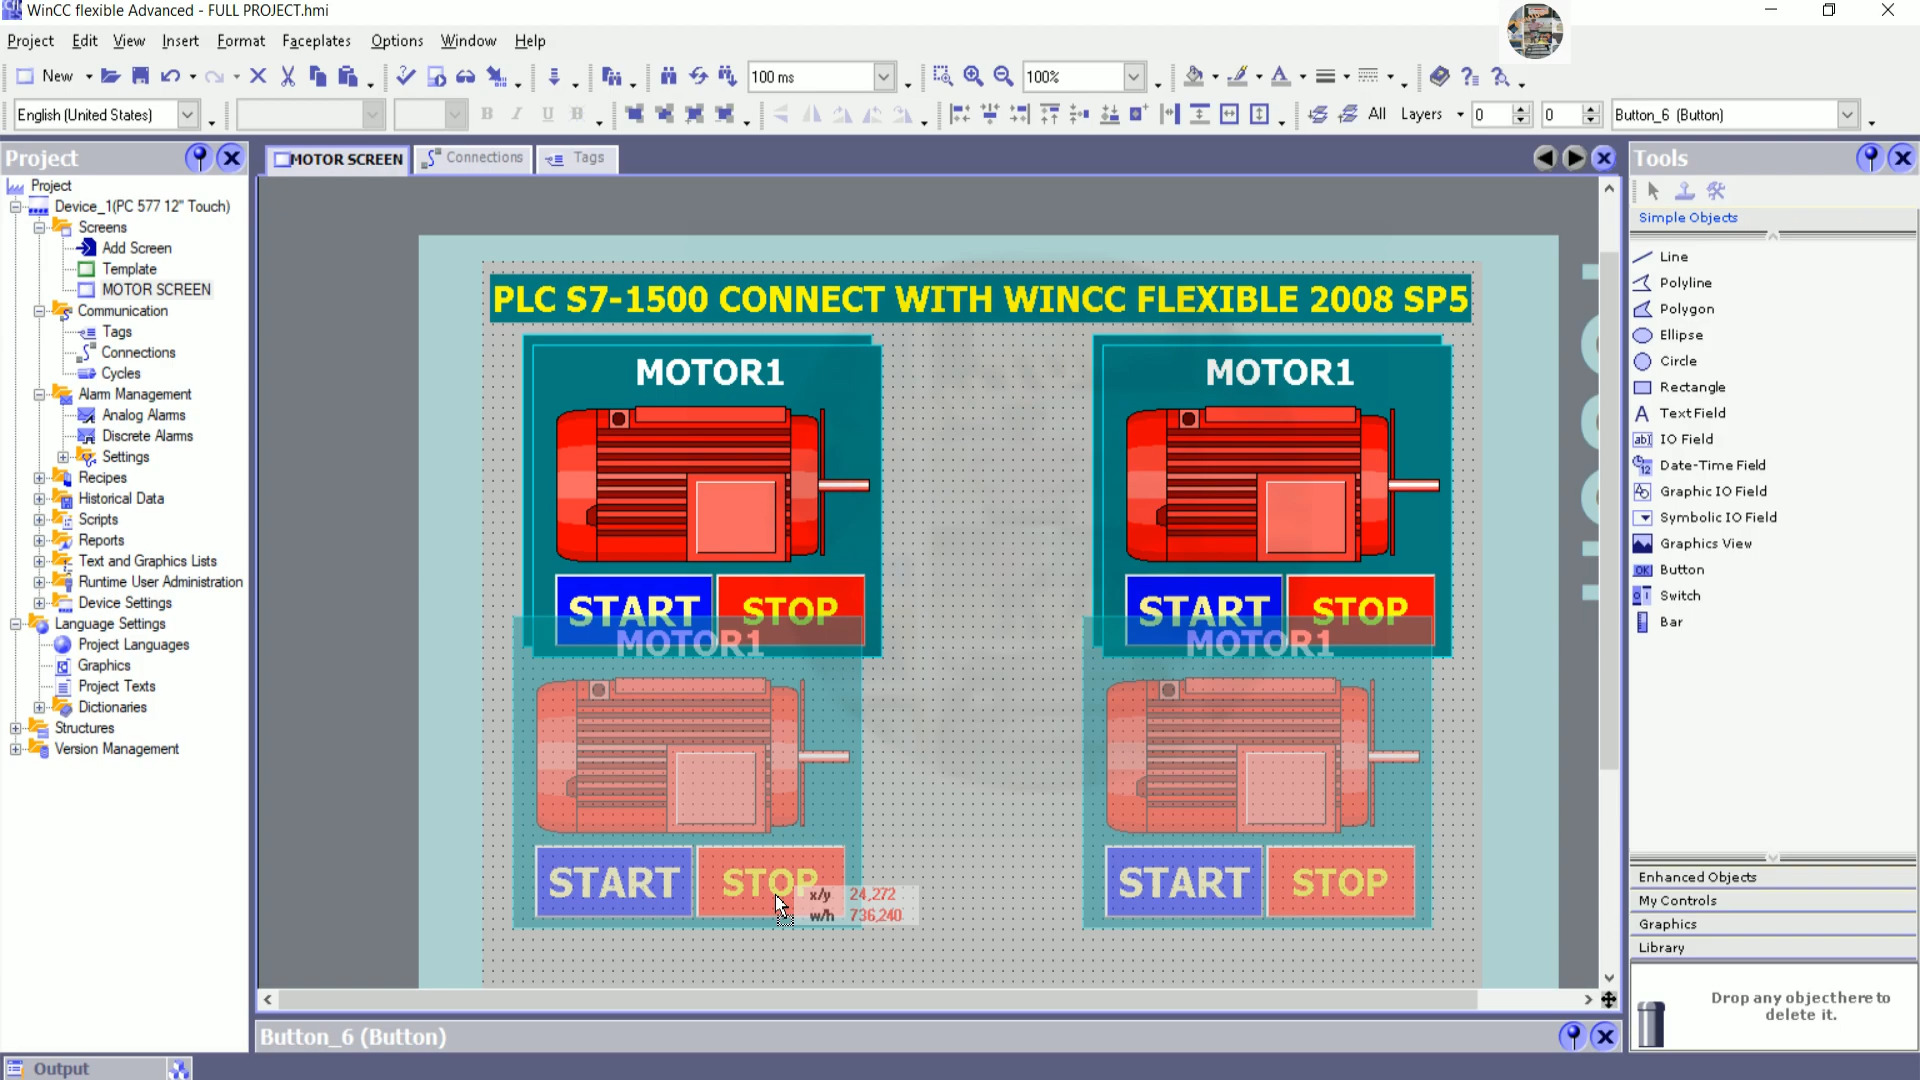 WinCC flexible Advanced - FULL PROJECT.hmi
Project Edit View Insert Format Faceplates Options Window Help
New 100 ms 100%
English (United States) B I U B All Layers 0 0 Button_6 (Button)
Project
MOTOR SCREEN Connections Tags
Tools
Project
Device_1(PC 577 12" Touch)
Screens
Add Screen
Template
MOTOR SCREEN
Communication
Tags
Connections
Cycles
Alarm Management
Analog Alarms
Discrete Alarms
Settings
Recipes
Historical Data
Scripts
Reports
Text and Graphics Lists
Runtime User Administration
Device Settings
Language Settings
Project Languages
Graphics
Project Texts
Dictionaries
Structures
Version Management
PLC S7-1500 CONNECT WITH WINCC FLEXIBLE 2008 SP5
MOTOR1 MOTOR1
START STOP START STOP
MOTOR1 MOTOR1
START STOP START STOP
x/y 24,272
w/h 736,240
Simple Objects
Line
Polyline
Polygon
Ellipse
Circle
Rectangle
TextField
IO Field
Date-Time Field
Graphic IO Field
Symbolic IO Field
Graphics View
Button
Switch
Bar
Enhanced Objects
My Controls
Graphics
Library
Drop any objecthere to
delete it.
Button_6 (Button)
Output